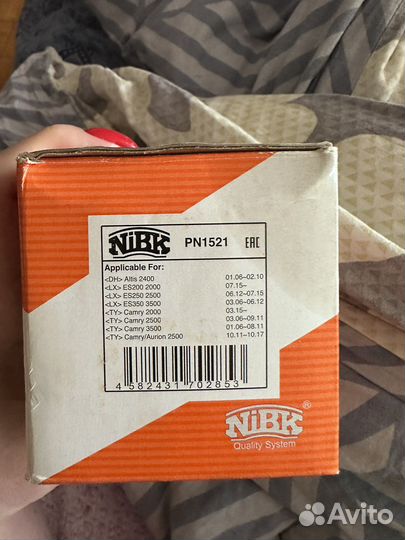 NiBK PN1521 EAC
Applicable For:
<DH> Altis 2400 01.06–02.10
<LX> ES200 2000 07.15–
<LX> ES250 2500 06.12–07.15
<LX> ES350 3500 03.06–06.12
<TY> Camry 2000 03.15–
<TY> Camry 2500 03.06–09.11
<TY> Camry 3500 01.06–08.11
<TY> Camry/Aurion 2500 10.11–10.17
4 582431 702853
NiBK®
Quality System
Avito